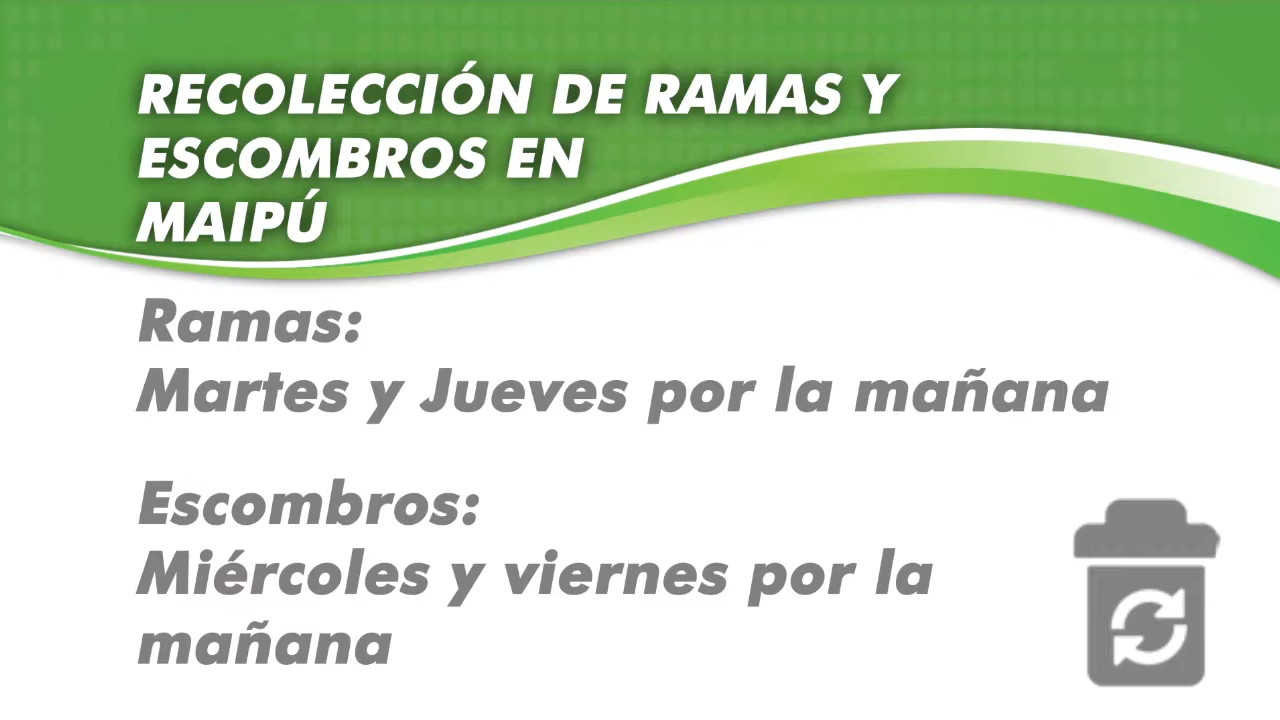 RECOLECCIÓN DE RAMAS Y
ESCOMBROS EN
MAIPÚ
Ramas:
Martes y Jueves por la mañana
Escombros:
Miércoles y viernes por la
mañana